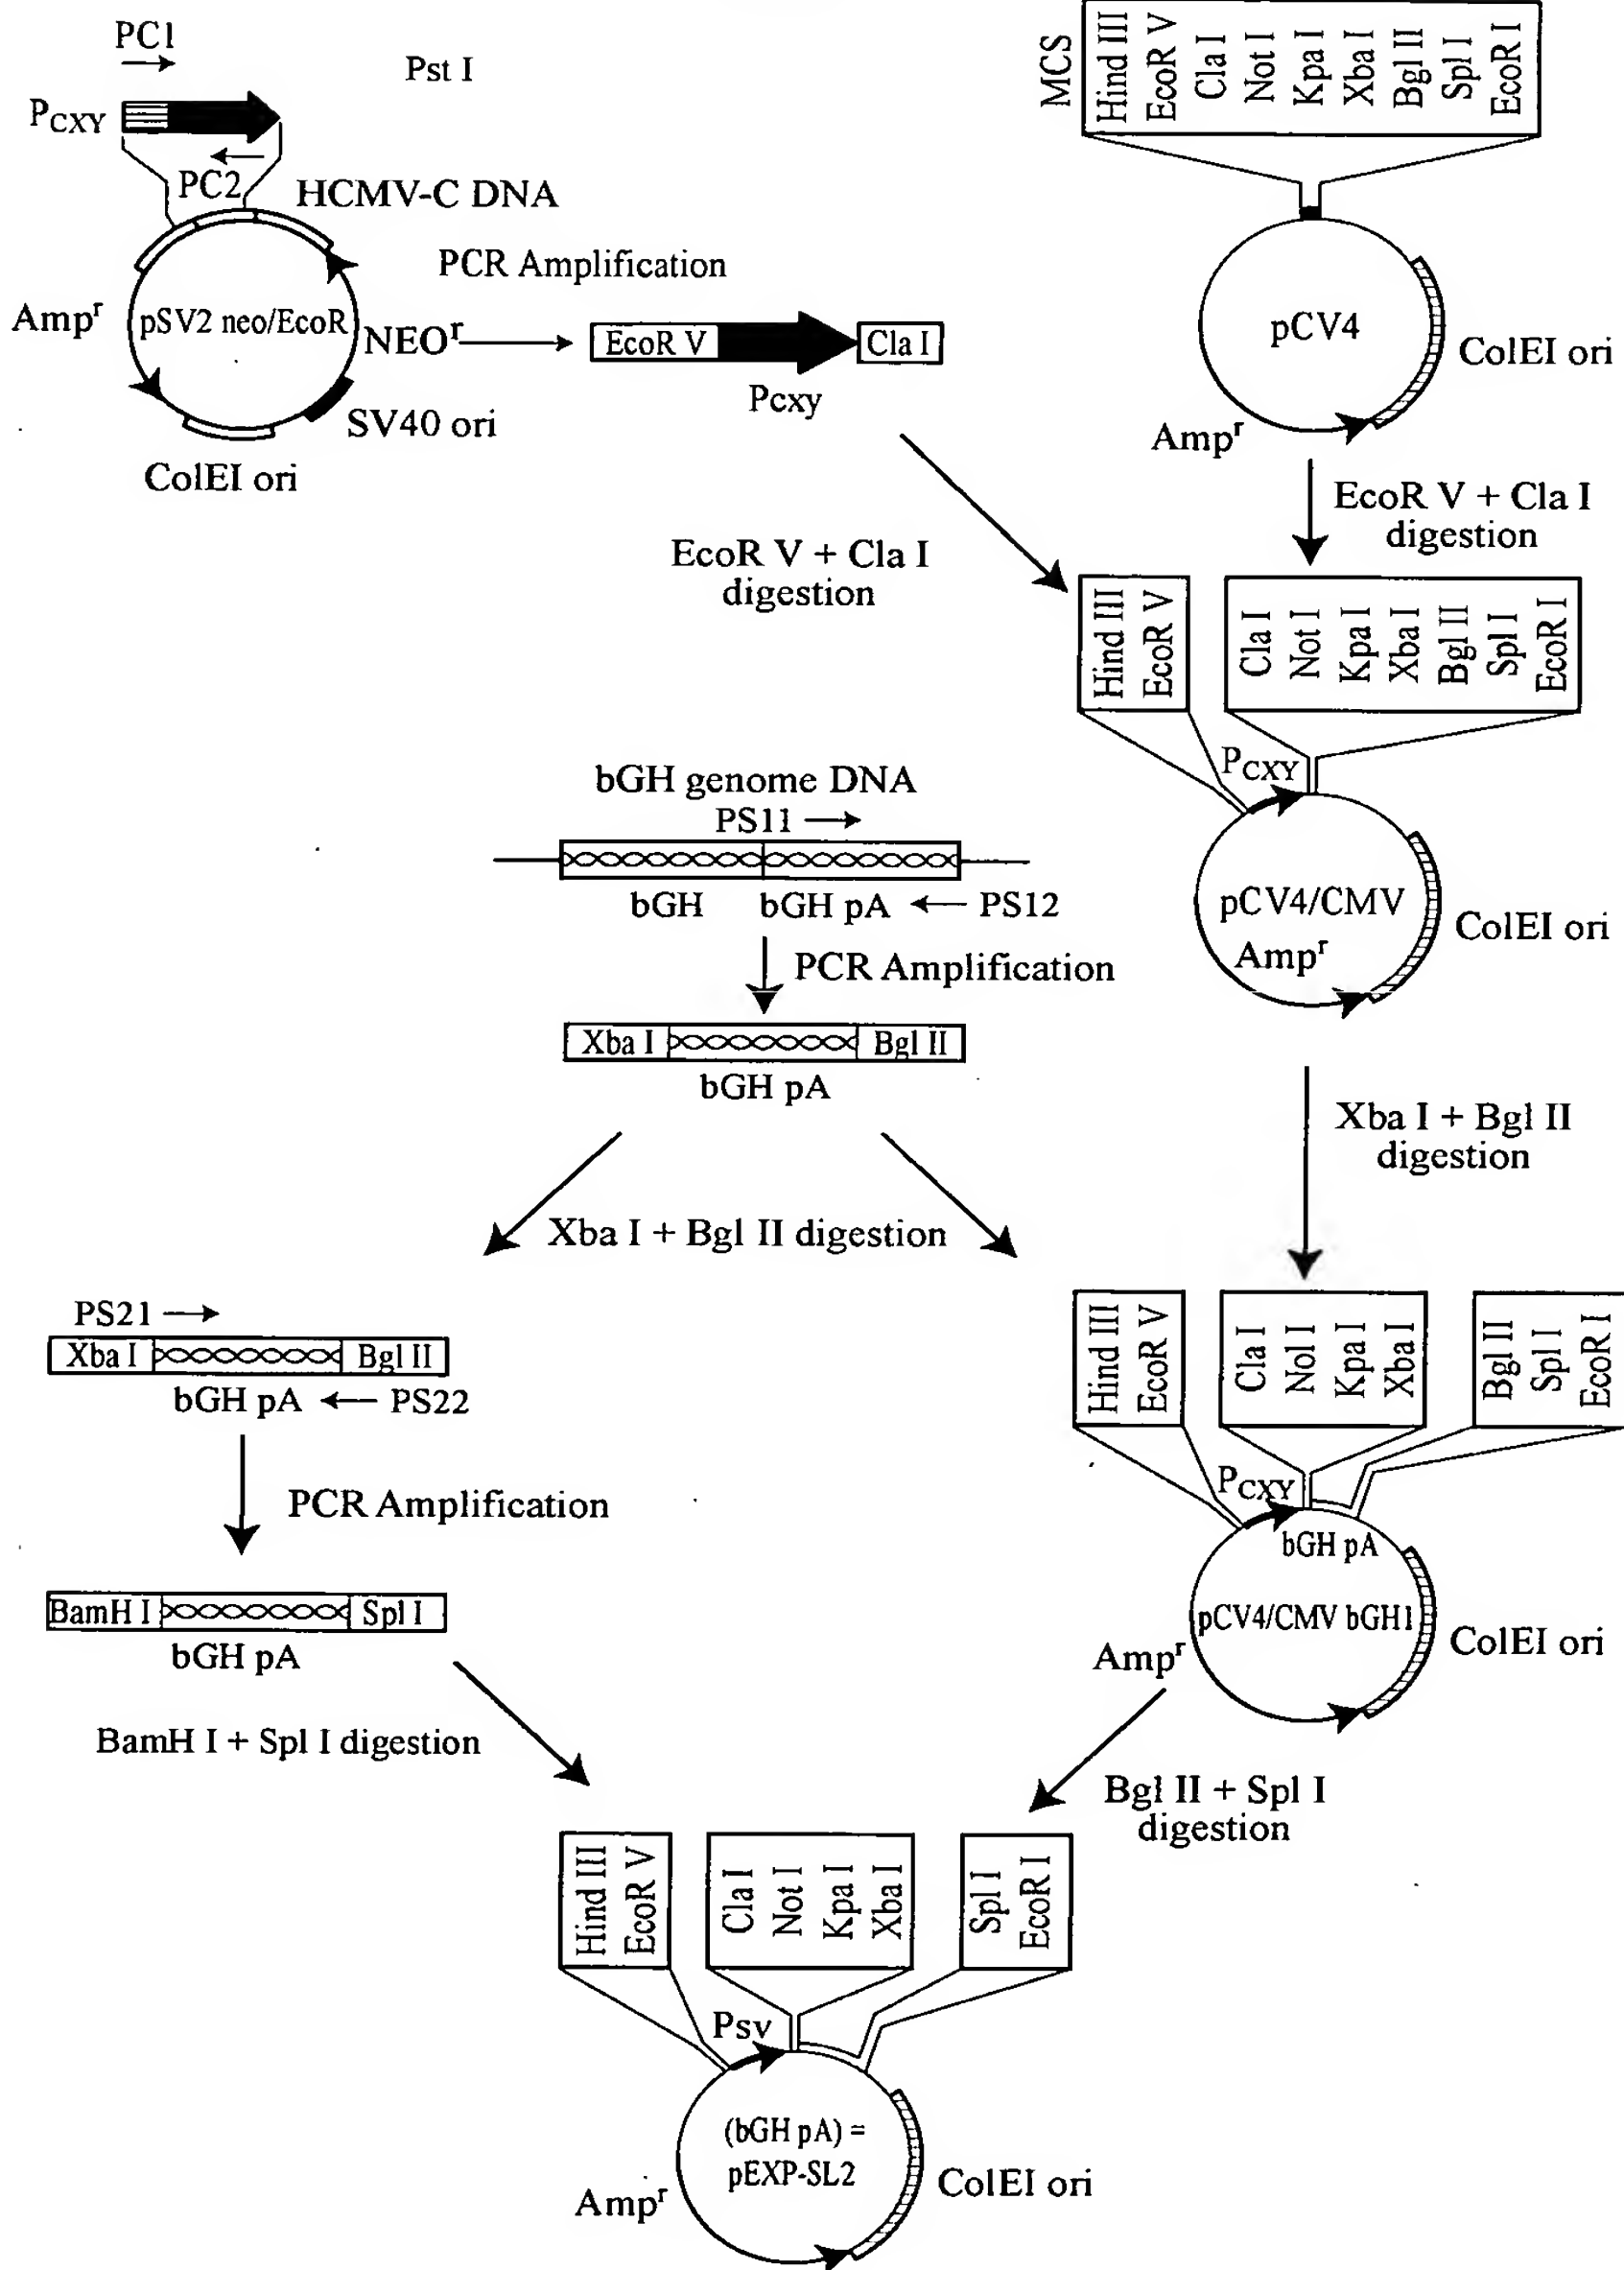 PC1
Pst I
PCXY
PC2
HCMV-C DNA
PCR Amplification
Ampr
pSV2 neo/EcoR
NEOr
EcoR V
Cla I
Pcxy
SV40 ori
ColEI ori
MCS
Hind III
EcoR V
Cla I
Not I
Kpa I
Xba I
Bgl II
Spl I
EcoR I
pCV4
ColEI ori
Ampr
EcoR V + Cla I
digestion
EcoR V + Cla I
digestion
Hind III
EcoR V
Cla I
Not I
Kpa I
Xba I
Bgl II
Spl I
EcoR I
PCXY
pCV4/CMV
Ampr
ColEI ori
bGH genome DNA
PS11
bGH
bGH pA
PS12
PCR Amplification
Xba I
Bgl II
bGH pA
Xba I + Bgl II
digestion
Xba I + Bgl II digestion
PS21
Xba I
Bgl II
bGH pA
PS22
PCR Amplification
BamH I
Spl I
bGH pA
BamH I + Spl I digestion
Hind III
EcoR V
Cla I
Nol I
Kpa I
Xba I
Bgl II
Spl I
EcoR I
PCXY
bGH pA
pCV4/CMV bGH1
ColEI ori
Ampr
Bgl II + Spl I
digestion
Hind III
EcoR V
Cla I
Not I
Kpa I
Xba I
Spl I
EcoR I
Psv
(bGH pA) =
pEXP-SL2
ColEI ori
Ampr